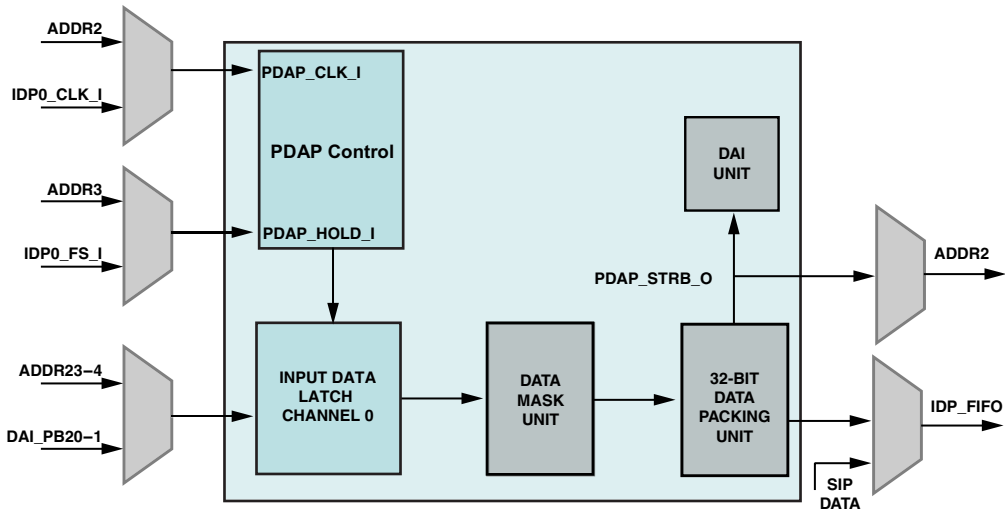 ADDR2
IDP0_CLK_I
PDAP_CLK_I
PDAP Control
PDAP_HOLD_I
ADDR3
IDP0_FS_I
DAI
UNIT
PDAP_STRB_O
ADDR2
ADDR23–4
DAI_PB20–1
INPUT DATA
LATCH
CHANNEL 0
DATA
MASK
UNIT
32-BIT
DATA
PACKING
UNIT
IDP_FIFO
SIP
DATA